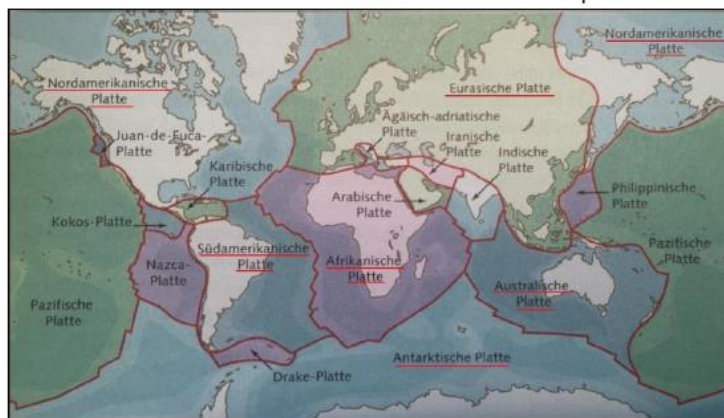 Nordamerikanische
Platte
Nordamerikanische
Platte
Eurasische Platte
Juan-de-Fuca-
Platte
Ägäisch-adriatische
Platte
Iranische
Platte
Indische
Platte
Karibische
Platte
Arabische
Platte
Philippinische
Platte
Kokos-Platte
Südamerikanische
Platte
Afrikanische
Platte
Nazca-
Platte
Pazifische
Platte
Australische
Platte
Pazifische
Platte
Antarktische Platte
Drake-Platte